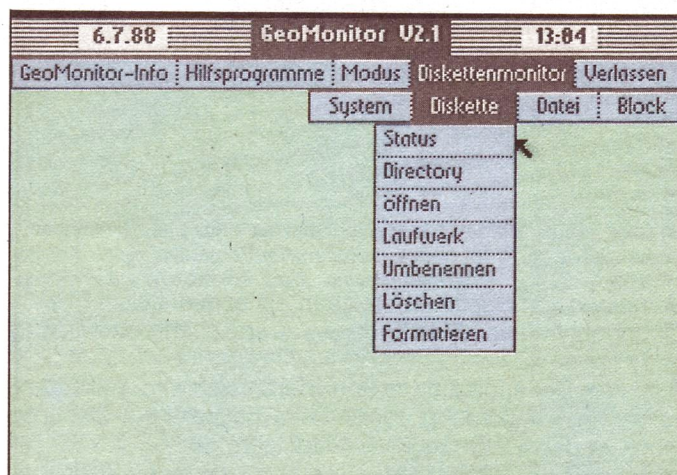 6.7.88 GeoMonitor V2.1 13:04
GeoMonitor-Info Hilfsprogramme Modus Diskettenmonitor Verlassen
System Diskette Datei Block
Status
Directory
öffnen
Laufwerk
Umbenennen
Löschen
Formatieren